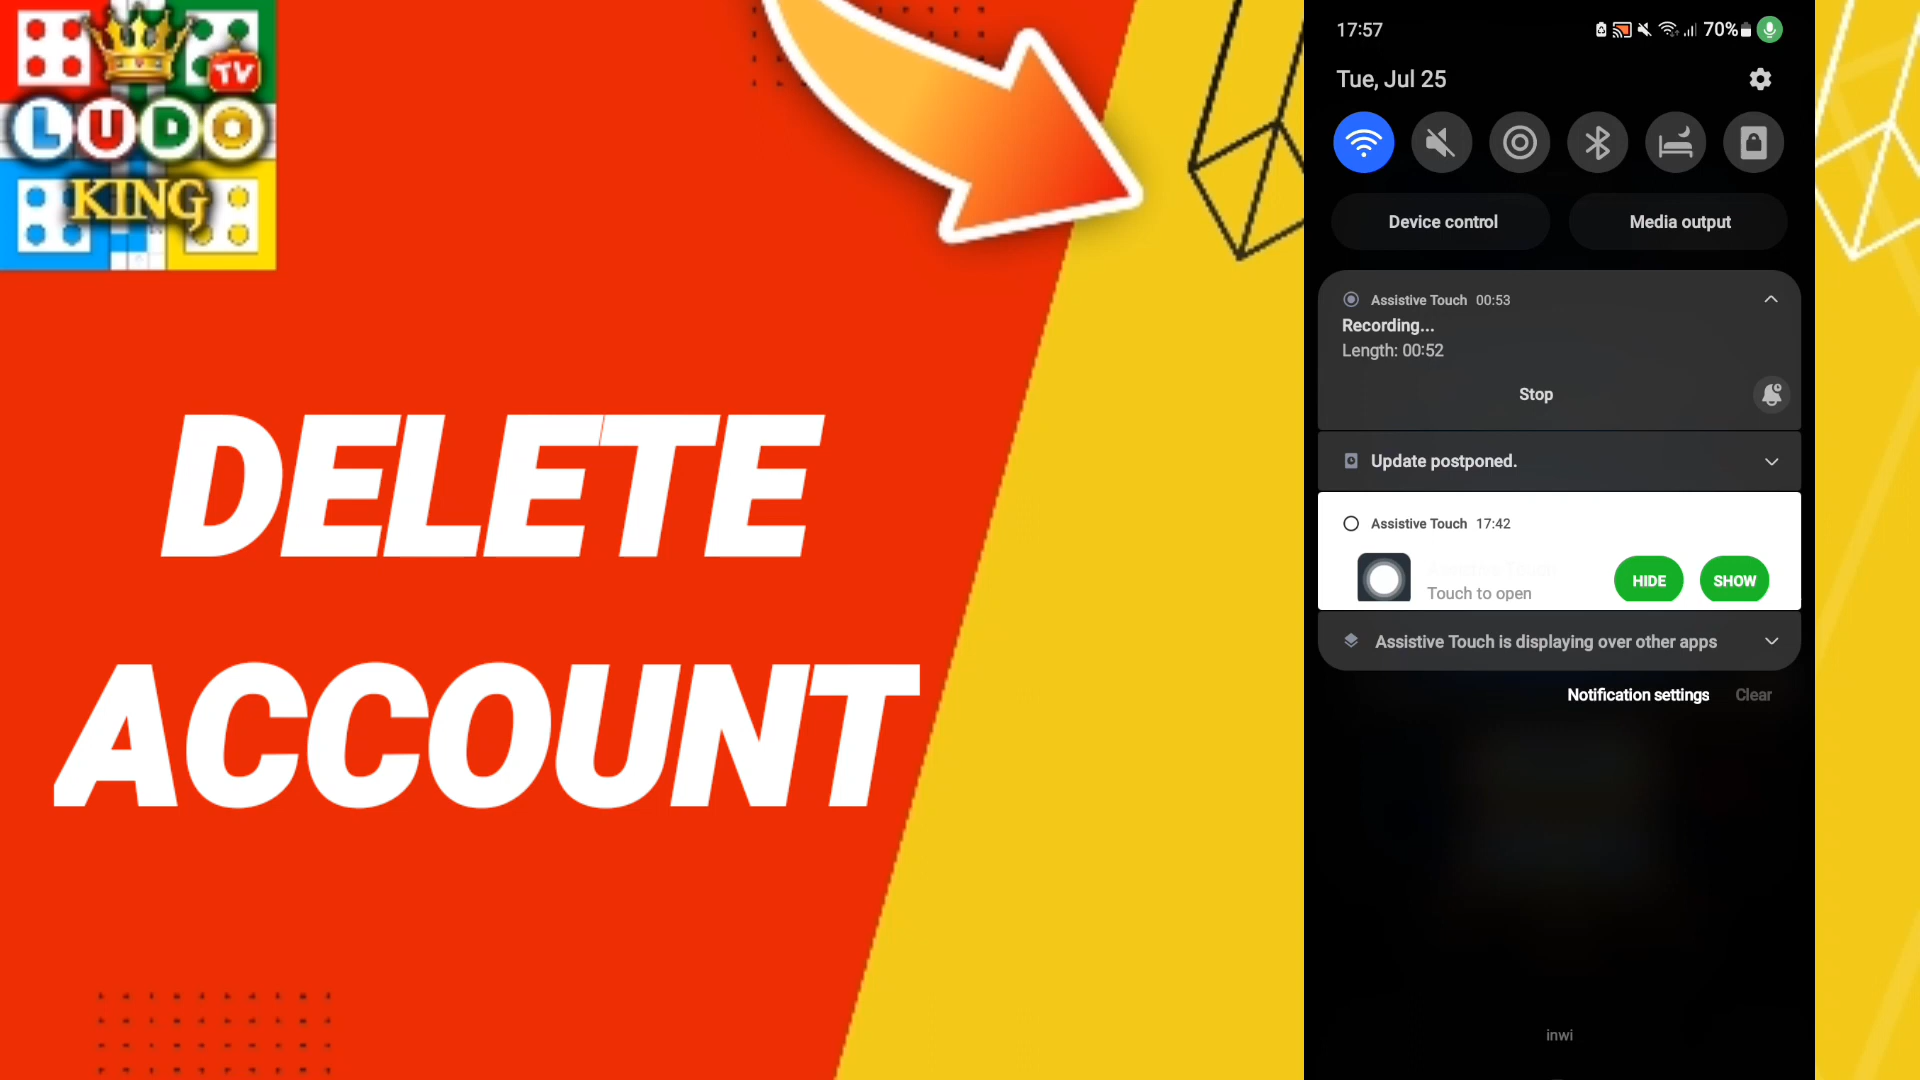 TV
LUDO
KING
DELETE
ACCOUNT
17:57
70%
Tue, Jul 25
Device control
Media output
Assistive Touch 00:53
Recording...
Length: 00:52
Stop
Update postponed.
Assistive Touch 17:42
Touch to open
HIDE
SHOW
Assistive Touch is displaying over other apps
Notification settings
Clear
inwi